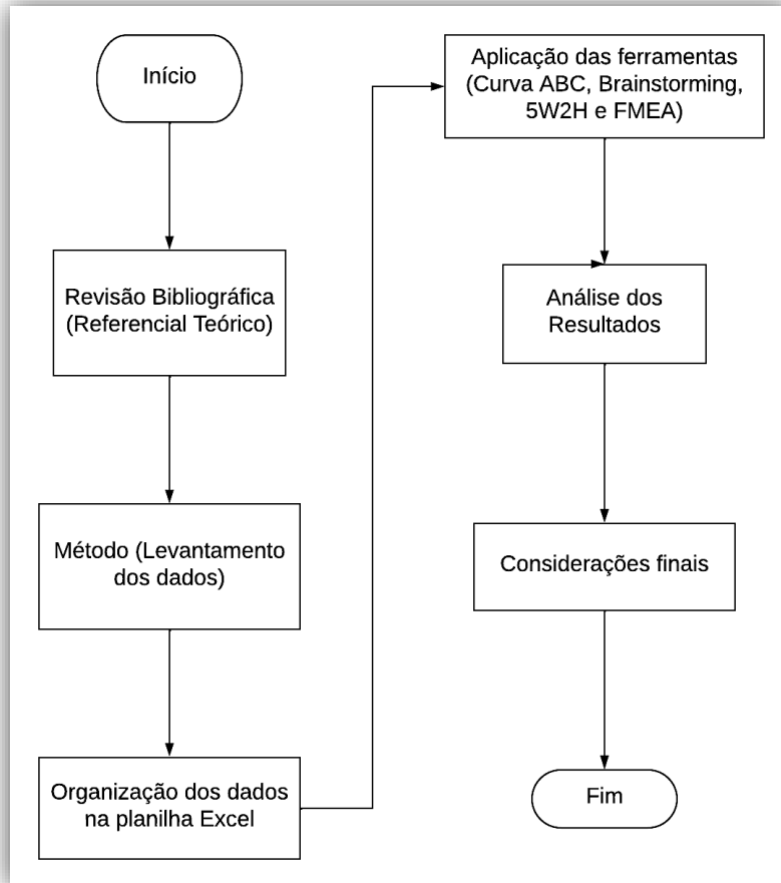 Início
Revisão Bibliográfica
(Referencial Teórico)
Método (Levantamento
dos dados)
Organização dos dados
na planilha Excel
Aplicação das ferramentas
(Curva ABC, Brainstorming,
5W2H e FMEA)
Análise dos
Resultados
Considerações finais
Fim